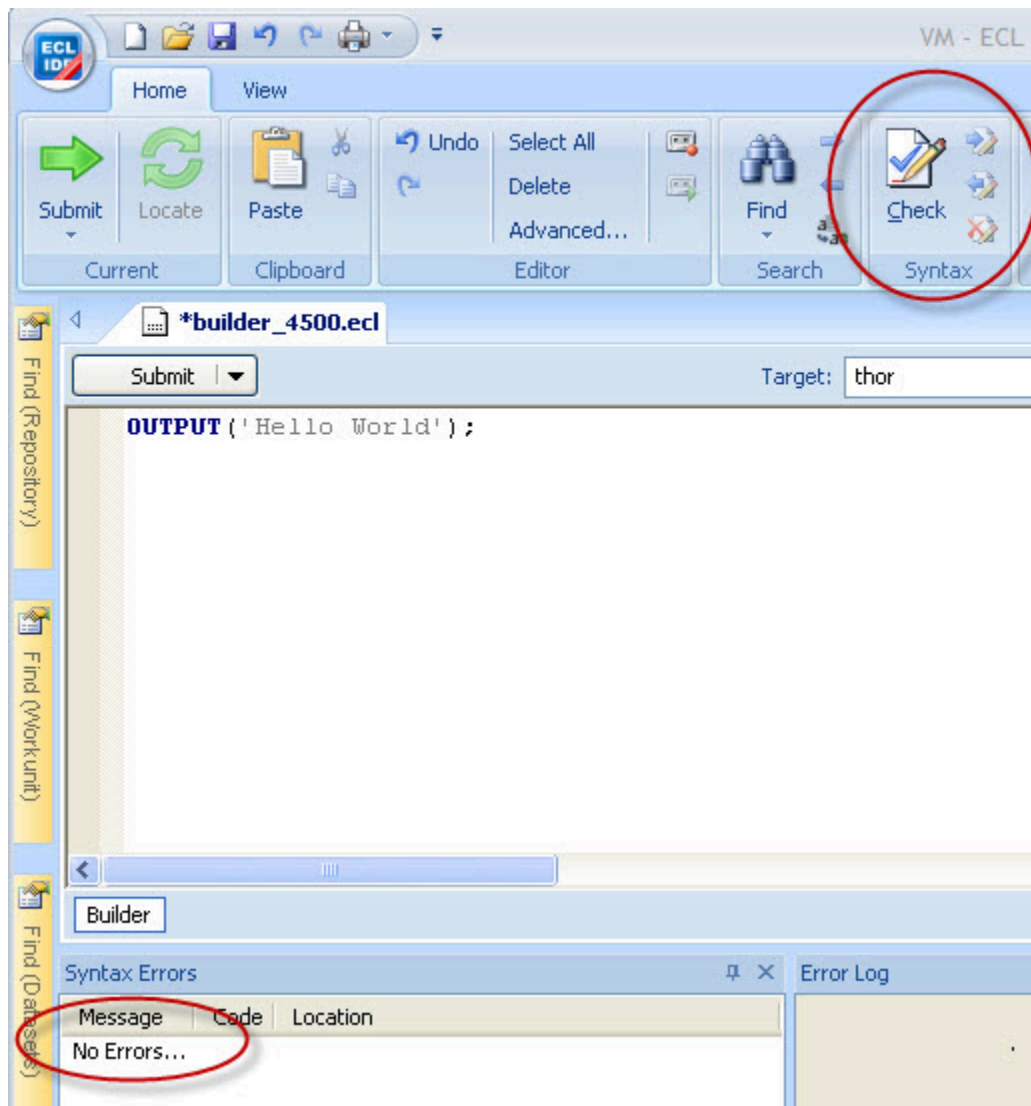 ECL
IDE
VM - ECL
Home View
Submit
Locate
Current
Paste
Clipboard
Undo
Select All
Delete
Advanced...
Editor
Find
Search
Check
Syntax
*builder_4500.ecl
Submit
Target: thor
OUTPUT('Hello World');
Find (Repository)
Find (Workunit)
Find (Datasets)
Builder
Syntax Errors
Message Code Location
No Errors...
Error Log